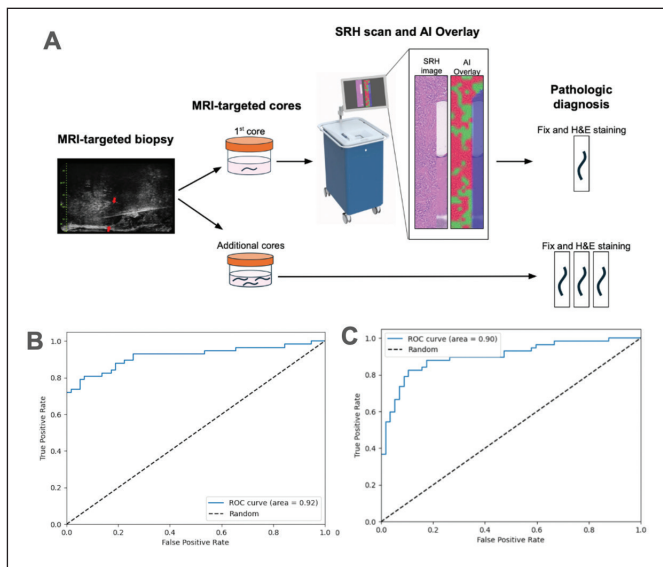 A
SRH scan and AI Overlay
SRH
image
AI
Overlay
MRI-targeted cores
1st core
Pathologic
diagnosis
Fix and H&E staining
MRI-targeted biopsy
Additional cores
Fix and H&E staining
B
1.0
0.8
0.6
0.4
0.2
0.0
True Positive Rate
ROC curve (area = 0.92)
Random
0.0
0.2
0.4
0.6
0.8
1.0
0
False Positive Rate
C
1.0
0.8
0.6
0.4
0.2
0.0
True Positive Rate
ROC curve (area = 0.90)
Random
0.0
0.2
0.4
0.6
0.8
1.0
False Positive Rate